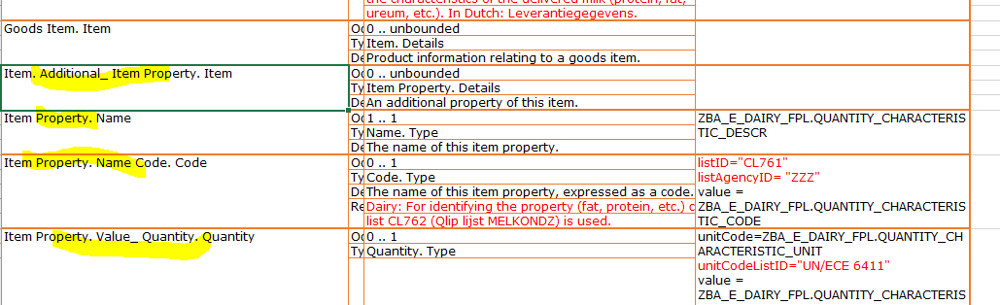 the characteristics of the delivered milk (protein, fat,
ureum, etc.). In Dutch: Leverantiegegevens.
Goods Item. Item
Oc 0 .. unbounded
Ty Item. Details
De Product information relating to a goods item.
Item. Additional_ Item Property. Item
Oc 0 .. unbounded
Ty Item Property. Details
De An additional property of this item.
Item Property. Name
Oc 1 .. 1
Ty Name. Type
De The name of this item property.
ZBA_E_DAIRY_FPL.QUANTITY_CHARACTERIS
TIC_DESCR
Item Property. Name Code. Code
Oc 0 .. 1
Ty Code. Type
De The name of this item property, expressed as a code.
Re Dairy: For identifying the property (fat, protein, etc.) c
list CL762 (Qlip lijst MELKONDZ) is used.
listID="CL761"
listAgencyID= "ZZZ"
value =
ZBA_E_DAIRY_FPL.QUANTITY_CHARACTERIS
TIC_CODE
Item Property. Value_ Quantity. Quantity
Oc 0 .. 1
Ty Quantity. Type
unitCode=ZBA_E_DAIRY_FPL.QUANTITY_CH
ARACTERISTIC_UNIT
unitCodeListID="UN/ECE 6411"
value =
ZBA_E_DAIRY_FPL.QUANTITY_CHARACTERIS